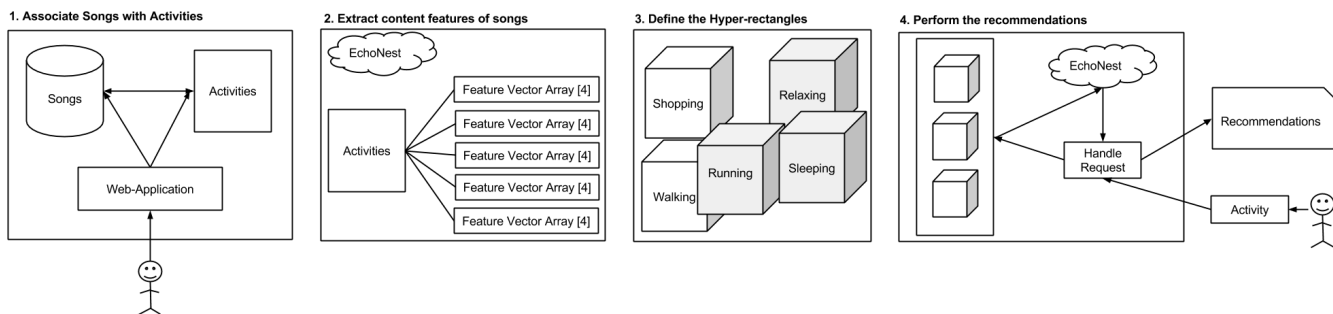 1. Associate Songs with Activities
Songs
Activities
Web-Application
2. Extract content features of songs
EchoNest
Activities
Feature Vector Array [4]
Feature Vector Array [4]
Feature Vector Array [4]
Feature Vector Array [4]
Feature Vector Array [4]
3. Define the Hyper-rectangles
Shopping
Relaxing
Running
Sleeping
Walking
4. Perform the recommendations
EchoNest
Handle
Request
Recommendations
Activity